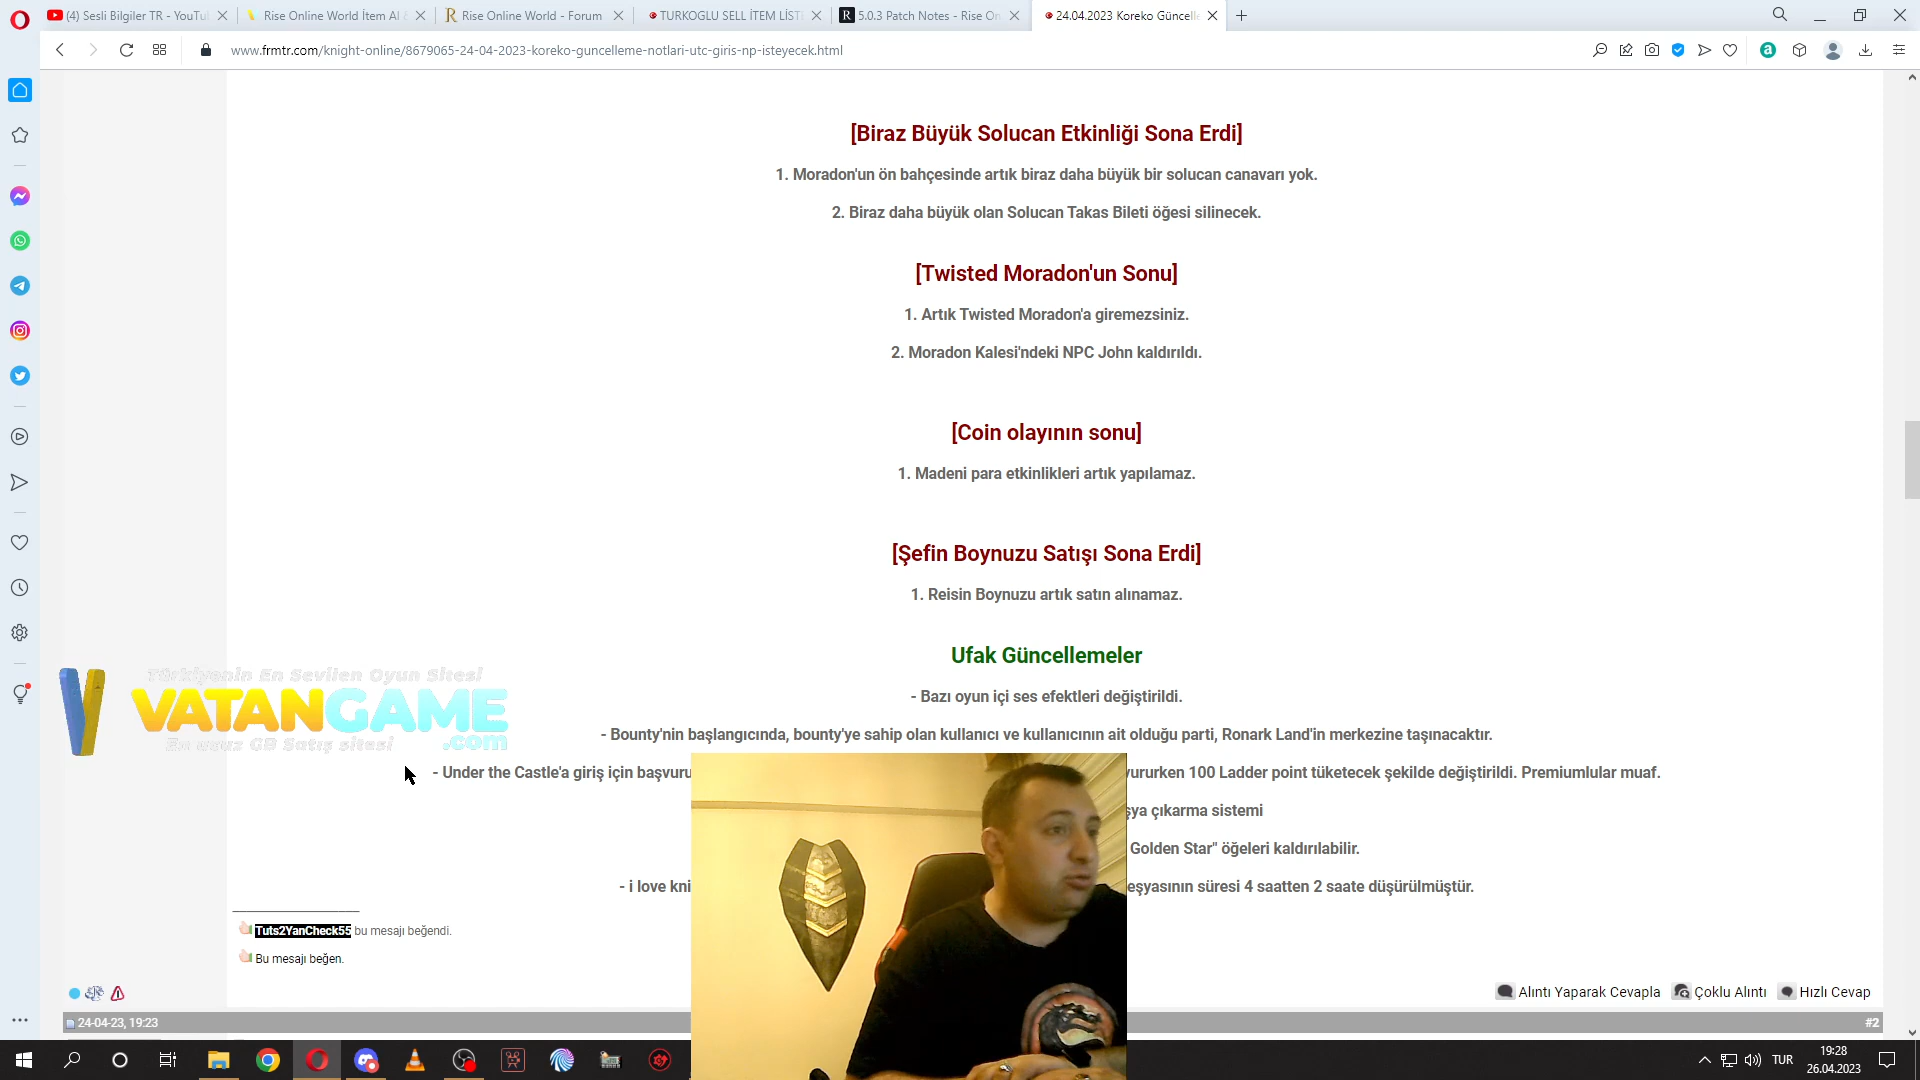 (4) Sesli Bilgiler TR - YouTu
Rise Online World İtem Al
Rise Online World - Forum
TURKOGLU SELL İTEM LİST
5.0.3 Patch Notes - Rise On
24.04.2023 Koreko Güncelle
www.frmtr.com/knight-online/8679065-24-04-2023-koreko-guncelleme-notlari-utc-giris-np-isteyecek.html
[Biraz Büyük Solucan Etkinliği Sona Erdi]
1. Moradon'un ön bahçesinde artık biraz daha büyük bir solucan canavarı yok.
2. Biraz daha büyük olan Solucan Takas Bileti öğesi silinecek.
[Twisted Moradon'un Sonu]
1. Artık Twisted Moradon'a giremezsiniz.
2. Moradon Kalesi'ndeki NPC John kaldırıldı.
[Coin olayının sonu]
1. Madeni para etkinlikleri artık yapılamaz.
[Şefin Boynuzu Satışı Sona Erdi]
1. Reisin Boynuzu artık satın alınamaz.
Ufak Güncellemeler
- Bazı oyun içi ses efektleri değiştirildi.
- Bounty'nin başlangıcında, bounty'ye sahip olan kullanıcı ve kullanıcının ait olduğu parti, Ronark Land'in merkezine taşınacaktır.
- Under the Castle'a giriş için başvuru vururken 100 Ladder point tüketecek şekilde değiştirildi. Premiumlular muaf.
şya çıkarma sistemi
Golden Star" öğeleri kaldırılabilir.
- i love kni eşyasının süresi 4 saatten 2 saate düşürülmüştür.
Türkiyenin En Sevilen Oyun Sitesi
VATANGAME
En ucuz GB Satış sitesi
.com
Tuts2YanCheck55 bu mesajı beğendi.
Bu mesajı beğen.
Alıntı Yaparak Cevapla
Çoklu Alıntı
Hızlı Cevap
24-04-23, 19:23
#2
TUR
19:28
26.04.2023